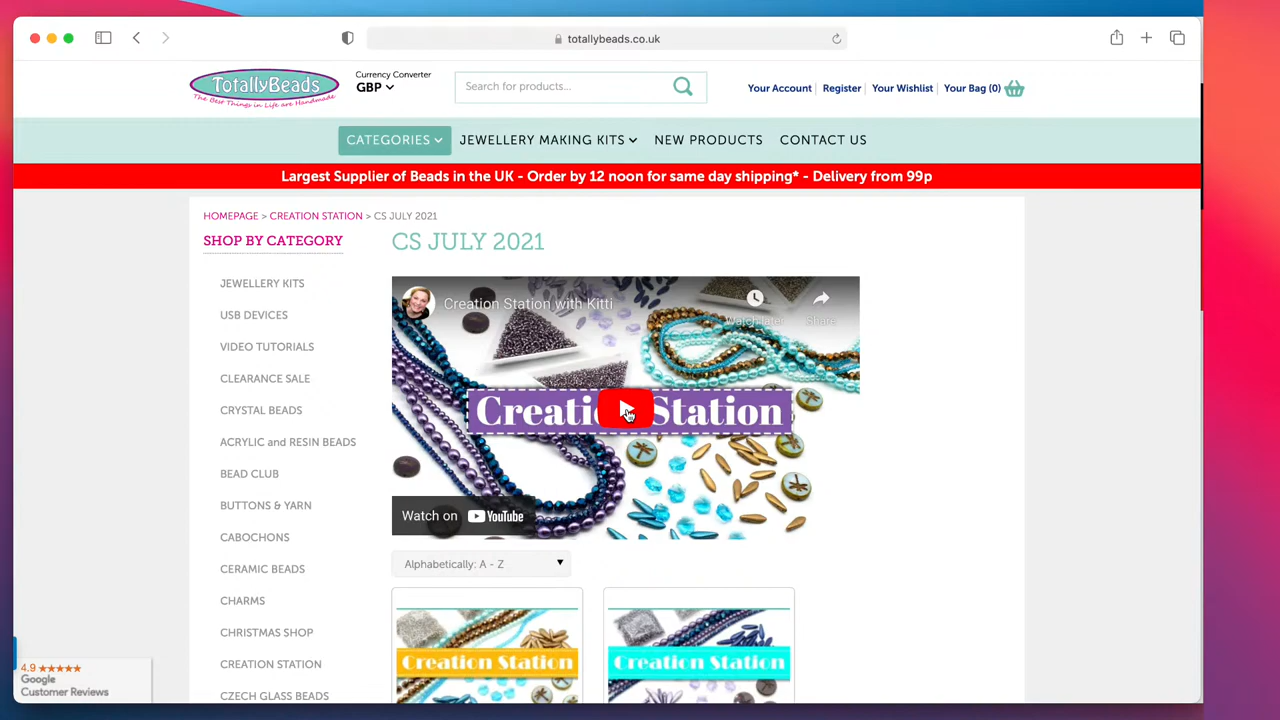 totallybeads.co.uk
TotallyBeads
The Best Things in Life are Handmade
Currency Converter
GBP
Search for products...
Your Account
Register
Your Wishlist
Your Bag (0)
CATEGORIES
JEWELLERY MAKING KITS
NEW PRODUCTS
CONTACT US
Largest Supplier of Beads in the UK - Order by 12 noon for same day shipping* - Delivery from 99p
HOMEPAGE > CREATION STATION > CS JULY 2021
SHOP BY CATEGORY
JEWELLERY KITS
USB DEVICES
VIDEO TUTORIALS
CLEARANCE SALE
CRYSTAL BEADS
ACRYLIC and RESIN BEADS
BEAD CLUB
BUTTONS & YARN
CABOCHONS
CERAMIC BEADS
CHARMS
CHRISTMAS SHOP
CREATION STATION
CZECH GLASS BEADS
CS JULY 2021
Creation Station with Kitti
Watch later
Share
Creati Station
Watch on YouTube
Alphabetically: A - Z
Creation Station
Creation Station
4.9 ★★★★★
Google
Customer Reviews